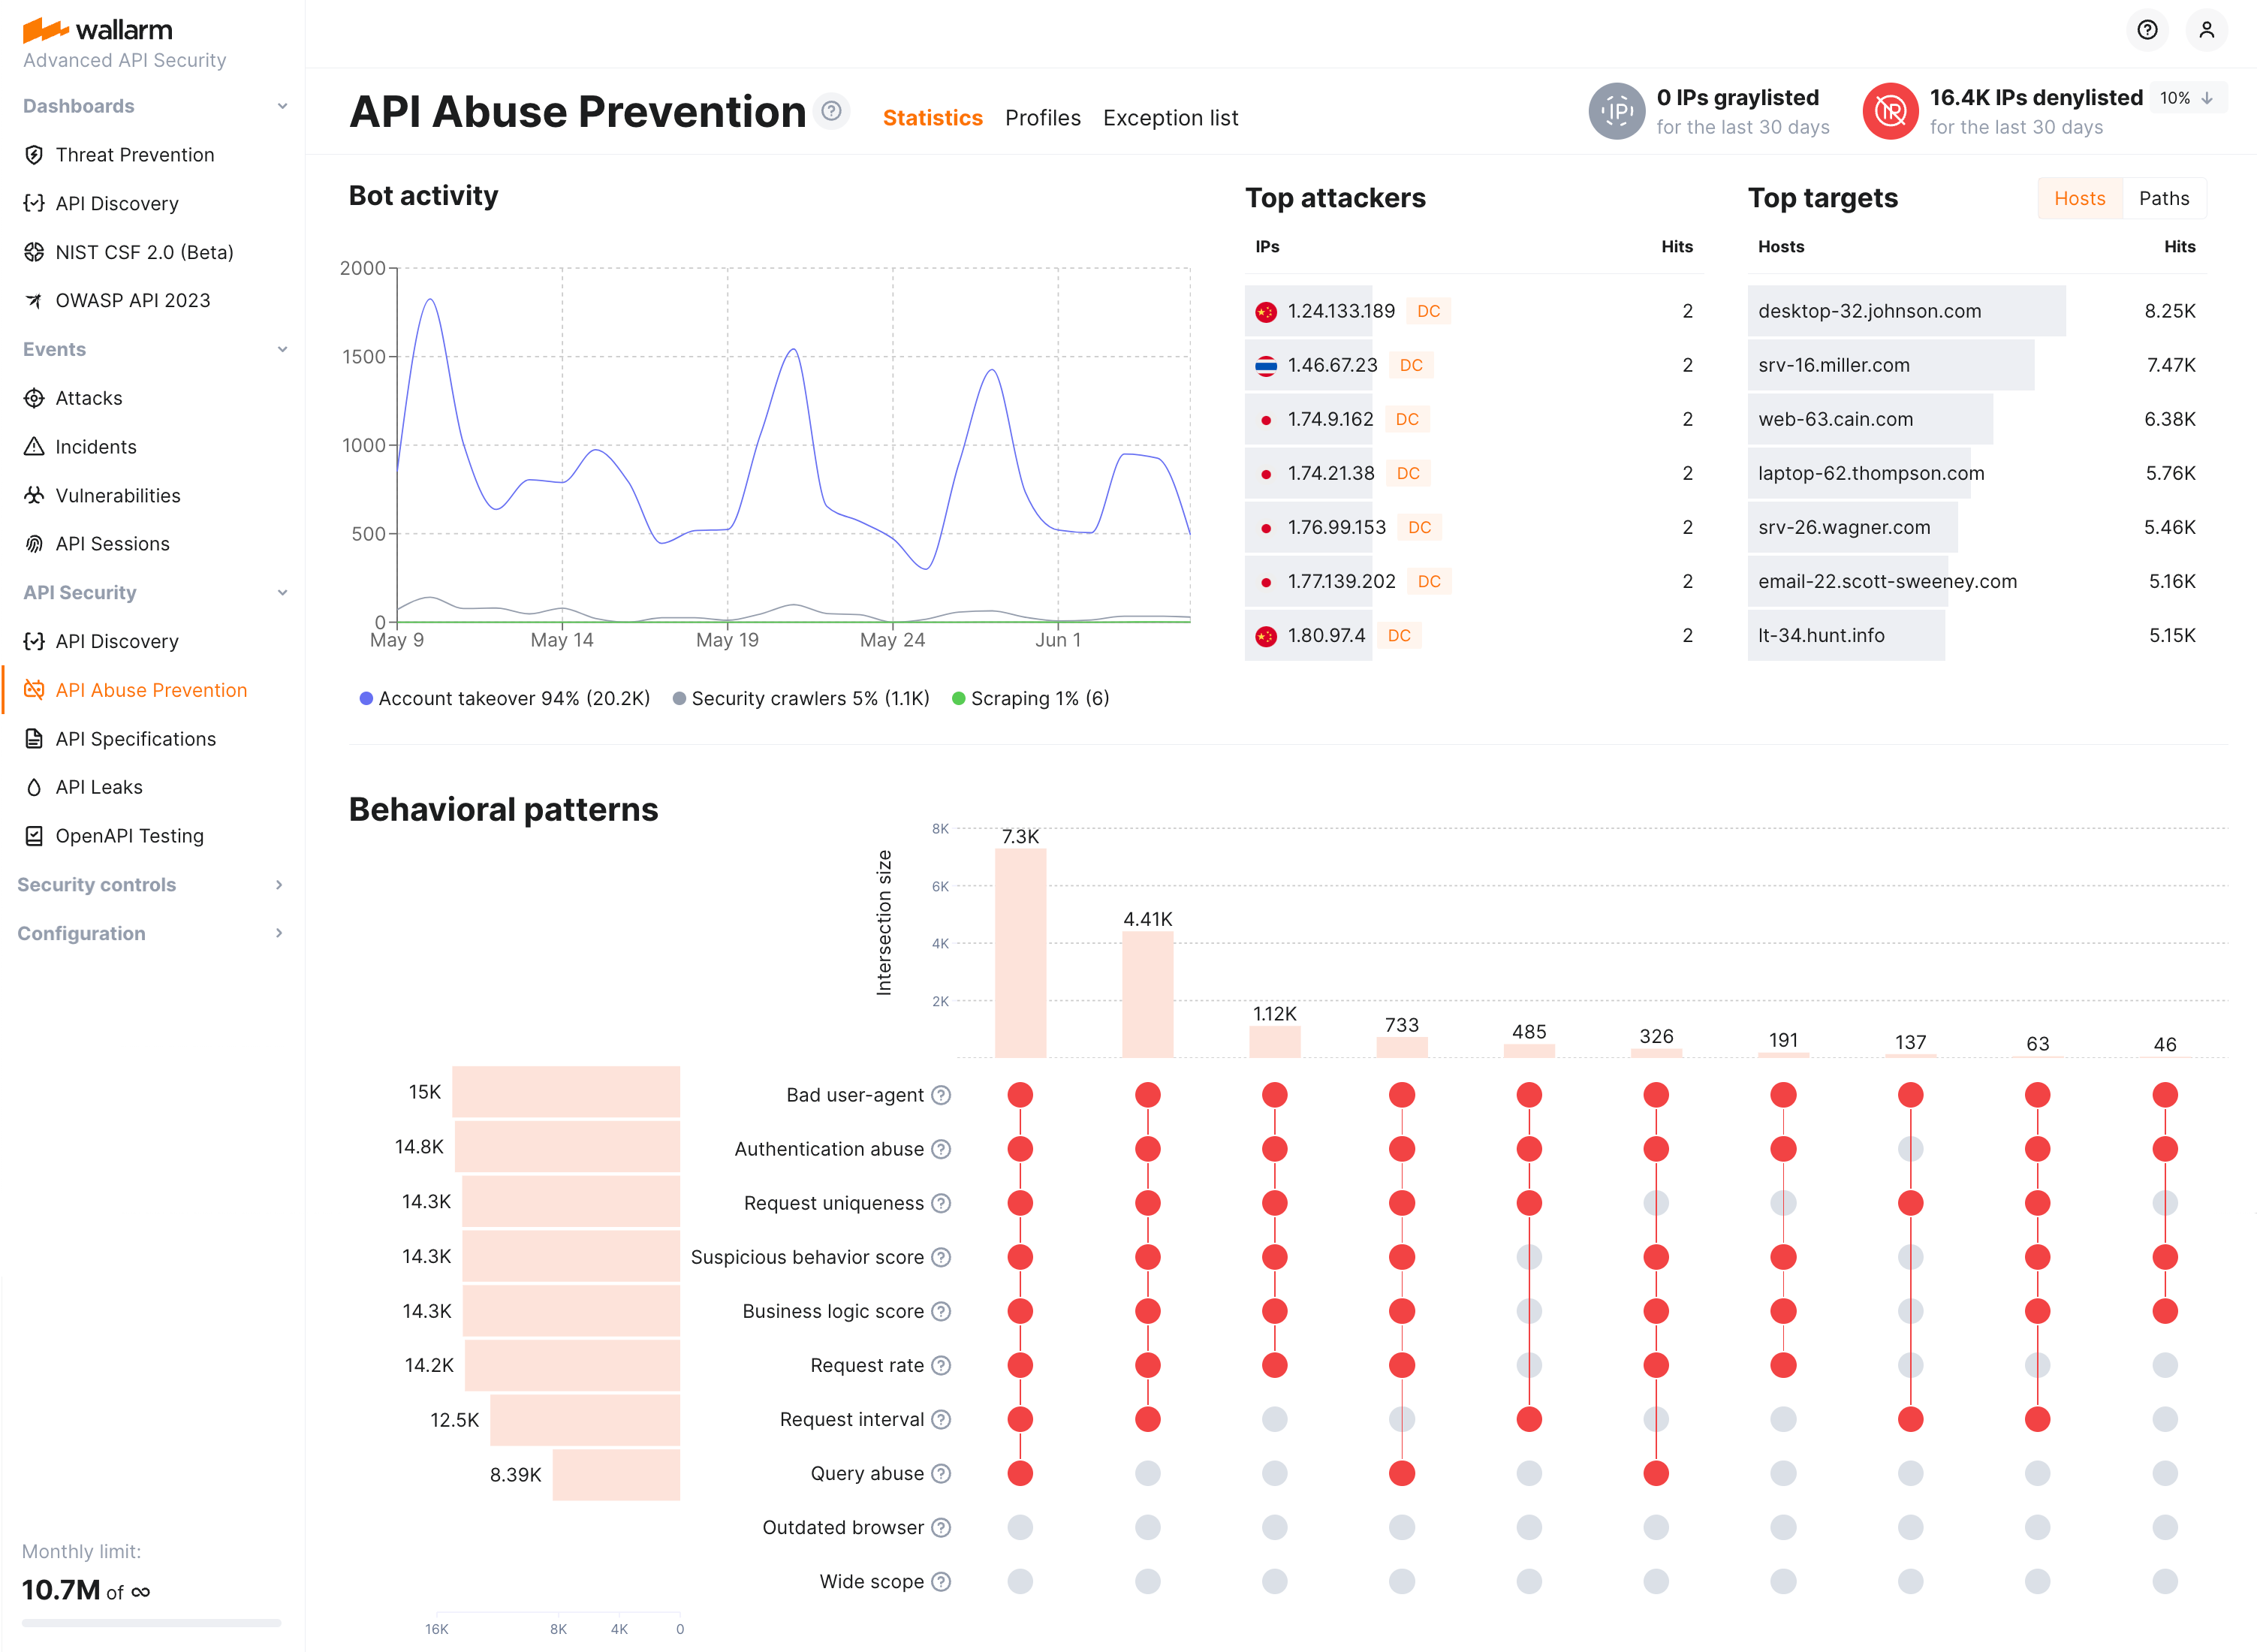 wallarm
Advanced API Security
Dashboards
Threat Prevention
API Discovery
NIST CSF 2.0 (Beta)
OWASP API 2023
Events
Attacks
Incidents
Vulnerabilities
API Sessions
API Security
API Discovery
API Abuse Prevention
API Specifications
API Leaks
OpenAPI Testing
Security controls
Configuration
Monthly limit:
10.7M of ∞
API Abuse Prevention
Statistics Profiles Exception list
IP
0 IPs graylisted
for the last 30 days
IP
16.4K IPs denylisted 10% ↓
for the last 30 days
Bot activity
2000
1500
1000
500
0
May 9 May 14 May 19 May 24 Jun 1
Account takeover 94% (20.2K) Security crawlers 5% (1.1K) Scraping 1% (6)
Top attackers
IPs Hits
1.24.133.189 DC 2
1.46.67.23 DC 2
1.74.9.162 DC 2
1.74.21.38 DC 2
1.76.99.153 DC 2
1.77.139.202 DC 2
1.80.97.4 DC 2
Top targets
Hosts Paths
Hosts Hits
desktop-32.johnson.com 8.25K
srv-16.miller.com 7.47K
web-63.cain.com 6.38K
laptop-62.thompson.com 5.76K
srv-26.wagner.com 5.46K
email-22.scott-sweeney.com 5.16K
lt-34.hunt.info 5.15K
Behavioral patterns
Intersection size
8K
6K
4K
2K
7.3K 4.41K 1.12K 733 485 326 191 137 63 46
15K Bad user-agent
14.8K Authentication abuse
14.3K Request uniqueness
14.3K Suspicious behavior score
14.3K Business logic score
14.2K Request rate
12.5K Request interval
8.39K Query abuse
Outdated browser
Wide scope
16K 8K 4K 0